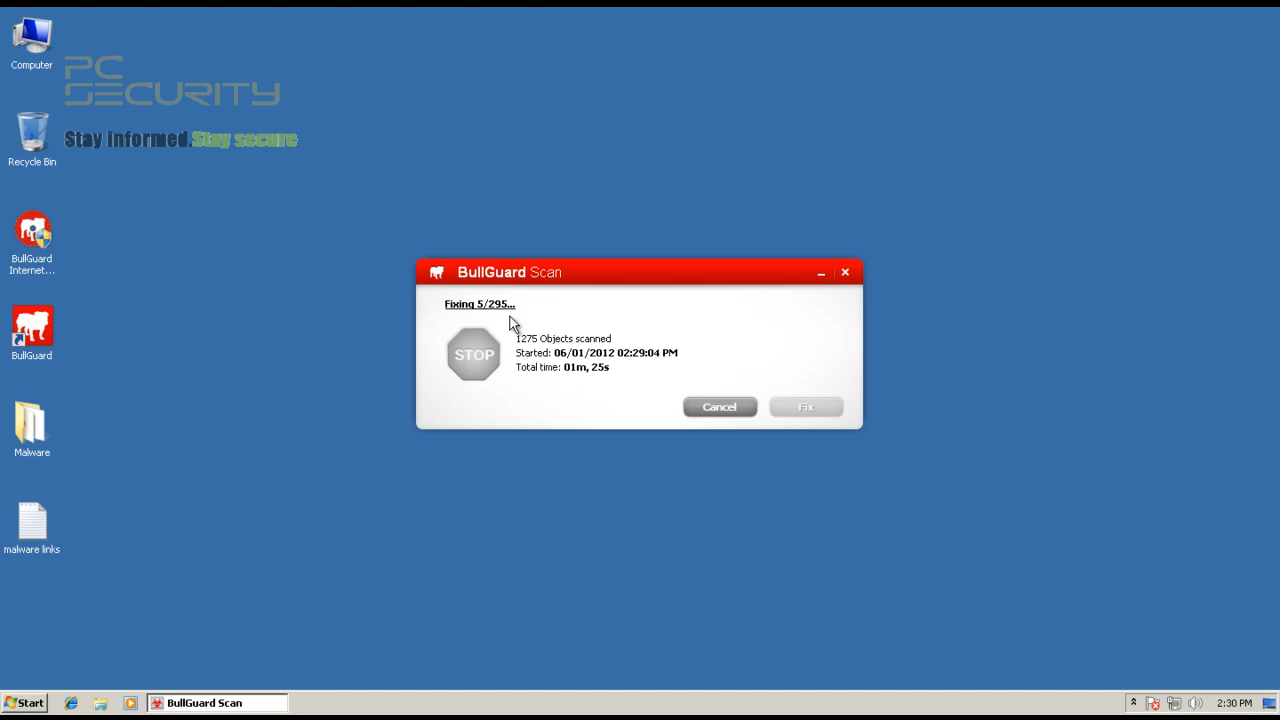 Computer
PC
SECURITY
Stay informed.Stay secure
Recycle Bin
BullGuard
Internet...
BullGuard
Malware
malware links
BullGuard Scan
Fixing 5/295...
STOP
1275 Objects scanned
Started: 06/01/2012 02:29:04 PM
Total time: 01m, 25s
Cancel
Fix
Start
BullGuard Scan
2:30 PM